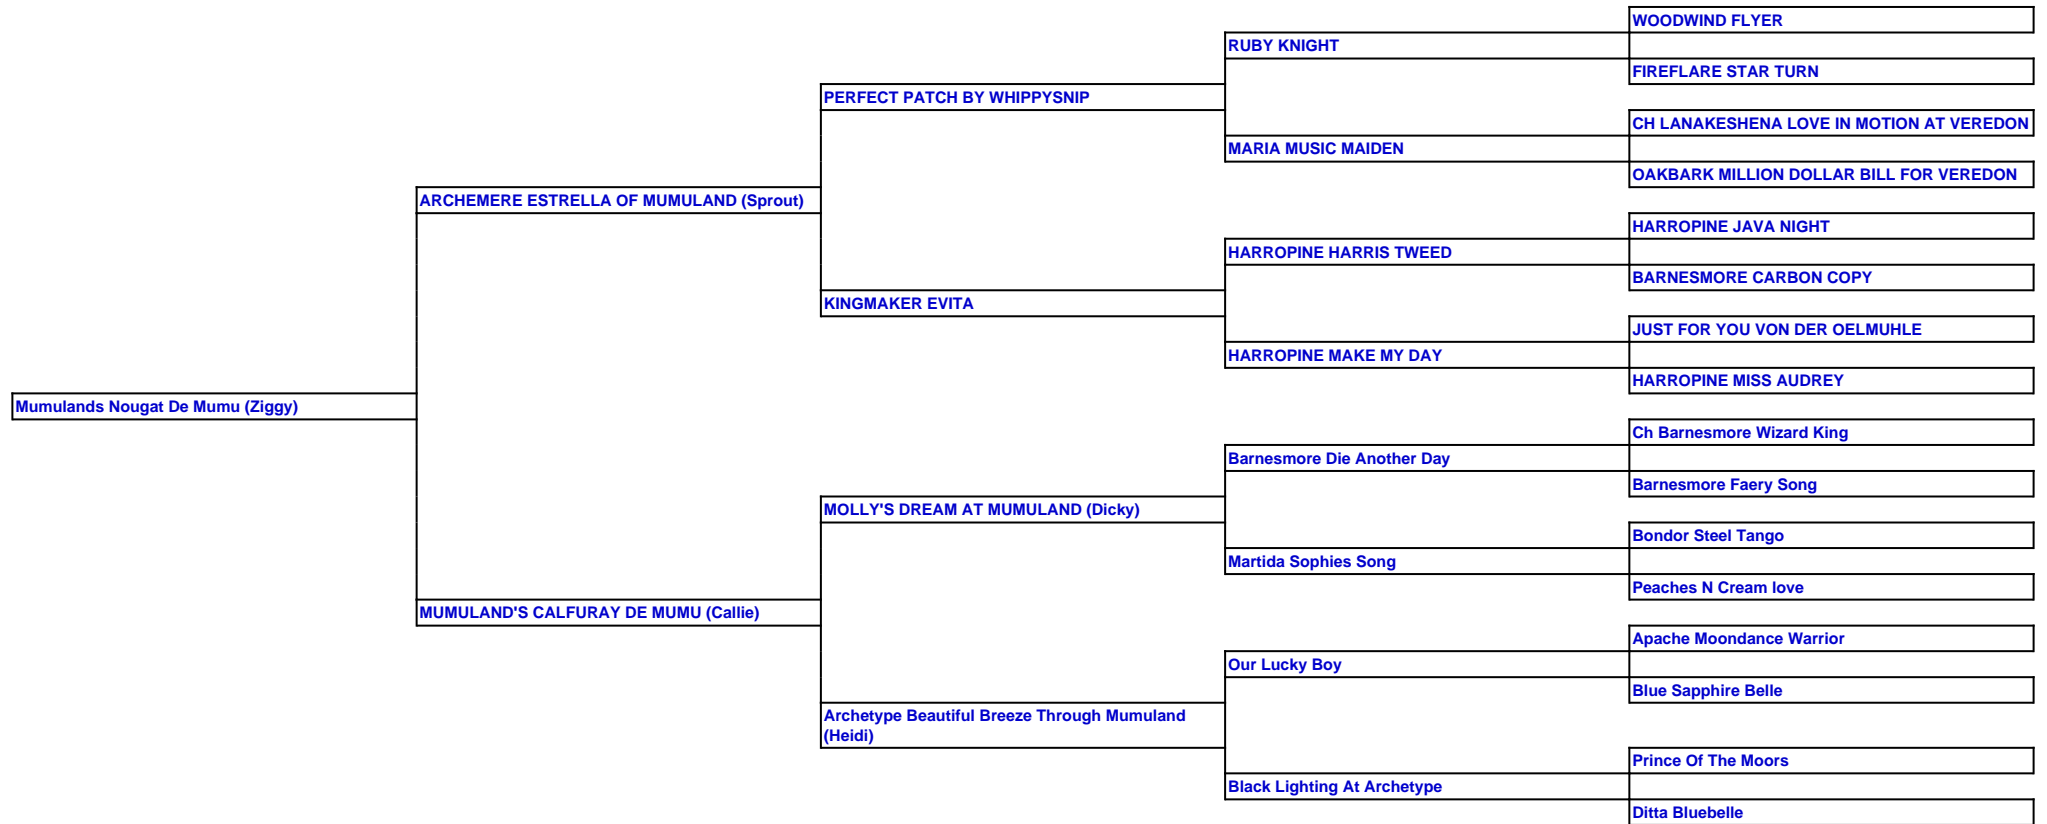 WOODWIND FLYER
RUBY KNIGHT
FIREFLARE STAR TURN
PERFECT PATCH BY WHIPPYSNIP
CH LANAKESHENA LOVE IN MOTION AT VEREDON
MARIA MUSIC MAIDEN
OAKBARK MILLION DOLLAR BILL FOR VEREDON
ARCHEMERE ESTRELLA OF MUMULAND (Sprout)
HARROPINE JAVA NIGHT
HARROPINE HARRIS TWEED
BARNESMORE CARBON COPY
KINGMAKER EVITA
JUST FOR YOU VON DER OELMUHLE
HARROPINE MAKE MY DAY
HARROPINE MISS AUDREY
Mumulands Nougat De Mumu (Ziggy)
Ch Barnesmore Wizard King
Barnesmore Die Another Day
Barnesmore Faery Song
MOLLY'S DREAM AT MUMULAND (Dicky)
Bondor Steel Tango
Martida Sophies Song
Peaches N Cream love
MUMULAND'S CALFURAY DE MUMU (Callie)
Apache Moondance Warrior
Our Lucky Boy
Blue Sapphire Belle
Archetype Beautiful Breeze Through Mumuland
(Heidi)
Prince Of The Moors
Black Lighting At Archetype
Ditta Bluebelle